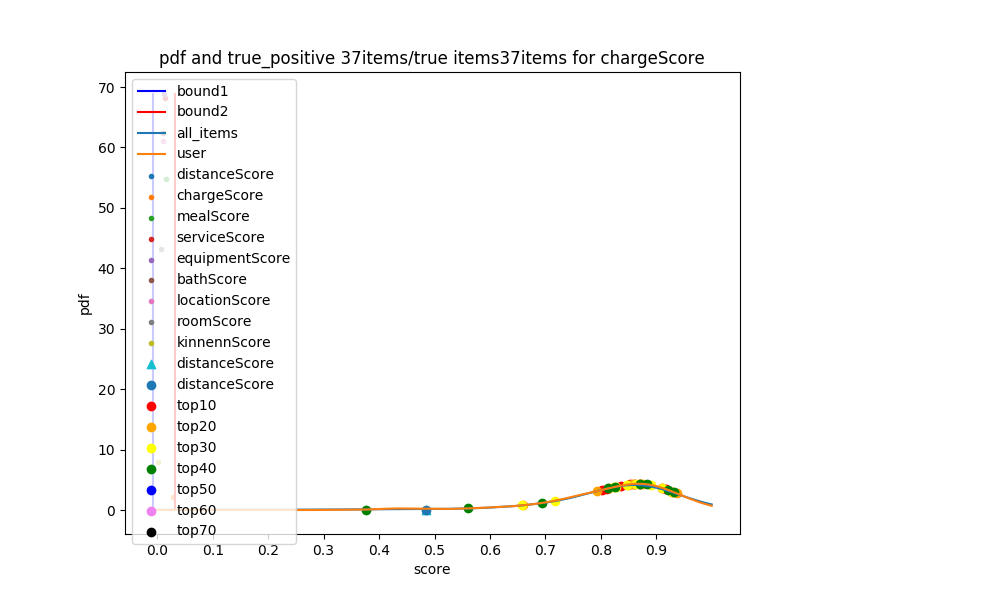 pdf and true_positive 37items/true items37items for chargeScore
70
60
50
40
30
20
10
0
pdf
bound1
bound2
all_items
user
distanceScore
chargeScore
mealScore
serviceScore
equipmentScore
bathScore
locationScore
roomScore
kinnennScore
distanceScore
distanceScore
top10
top20
top30
top40
top50
top60
top70
0.0 0.1 0.2 0.3 0.4 0.5 0.6 0.7 0.8 0.9
score